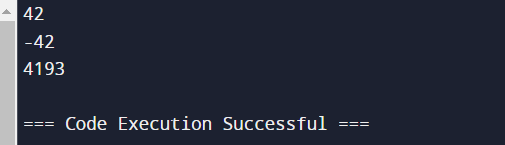 42
-42
4193
=== Code Execution Successful ===